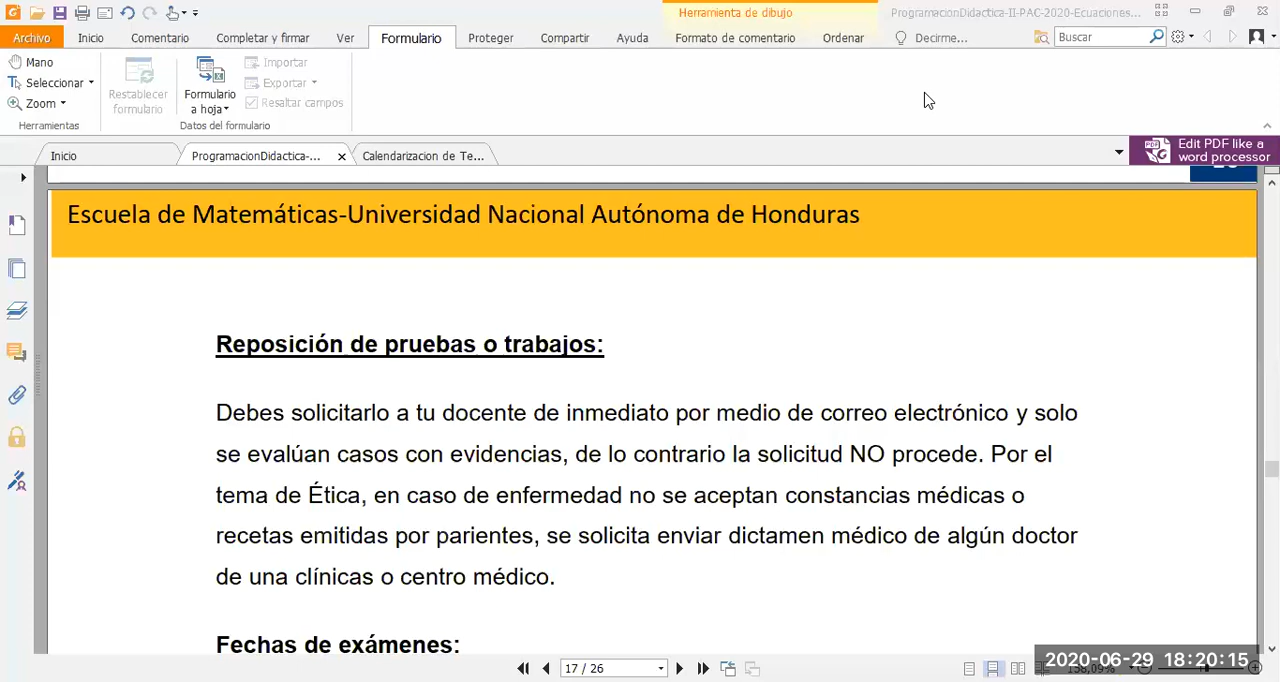 Herramienta de dibujo
ProgramacionDidactica-II-PAC-2020-Ecuaciones...
Archivo Inicio Comentario Completar y firmar Ver Formulario Proteger Compartir Ayuda Formato de comentario Ordenar Decirme... Buscar
Mano
Seleccionar
Zoom
Herramientas
Restablecer
formulario
Formulario
a hoja
Importar
Exportar
Resaltar campos
Datos del formulario
Inicio ProgramacionDidactica-... Calendarizacion de Te...
Edit PDF like a
word processor
Escuela de Matemáticas-Universidad Nacional Autónoma de Honduras
Reposición de pruebas o trabajos:
Debes solicitarlo a tu docente de inmediato por medio de correo electrónico y solo
se evalúan casos con evidencias, de lo contrario la solicitud NO procede. Por el
tema de Ética, en caso de enfermedad no se aceptan constancias médicas o
recetas emitidas por parientes, se solicita enviar dictamen médico de algún doctor
de una clínicas o centro médico.
Fechas de exámenes:
17 / 26
2020-06-29 18:20:15